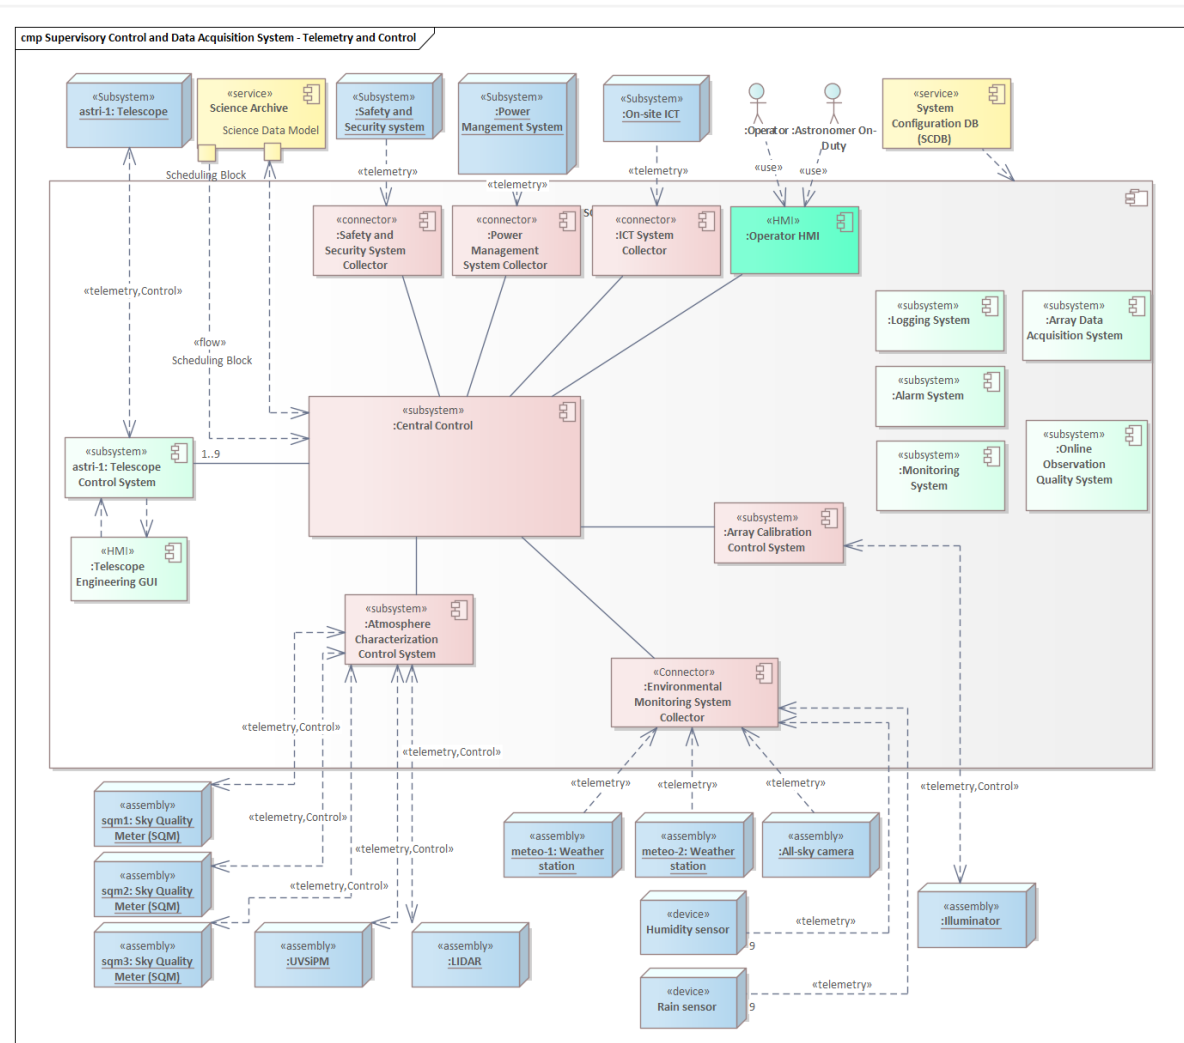 cmp Supervisory Control and Data Acquisition System - Telemetry and Control
«Subsystem»
astri-1: Telescope
«service»
Science Archive
Science Data Model
Scheduling Block
«Subsystem»
:Safety and
Security system
«Subsystem»
:Power
Mangement System
«Subsystem»
:On-site ICT
:Operator
:Astronomer On-
Duty
«service»
System
Configuration DB
(SCDB)
«telemetry»
«telemetry»
«telemetry»
«use»
«use»
«connector»
:Safety and
Security System
Collector
«connector»
:Power
Management
System Collector
«connector»
:ICT System
Collector
«HMI»
:Operator HMI
«telemetry,Control»
«flow»
Scheduling Block
«subsystem»
:Logging System
«subsystem»
:Array Data
Acquisition System
«subsystem»
:Alarm System
«subsystem»
:Monitoring
System
«subsystem»
:Online
Observation
Quality System
«subsystem»
:Central Control
«subsystem»
astri-1: Telescope
Control System
1..9
«HMI»
:Telescope
Engineering GUI
«subsystem»
:Array Calibration
Control System
«subsystem»
:Atmosphere
Characterization
Control System
«Connector»
:Environmental
Monitoring System
Collector
«telemetry,Control»
«telemetry,Control»
«telemetry,Control»
«telemetry,Control»
«telemetry,Control»
«telemetry»
«telemetry»
«telemetry»
«telemetry,Control»
«assembly»
sqm1: Sky Quality
Meter (SQM)
«assembly»
sqm2: Sky Quality
Meter (SQM)
«assembly»
sqm3: Sky Quality
Meter (SQM)
«assembly»
:UVSiPM
«assembly»
:LIDAR
«assembly»
meteo-1: Weather
station
«assembly»
meteo-2: Weather
station
«assembly»
:All-sky camera
«device»
Humidity sensor
9
«telemetry»
«device»
Rain sensor
9
«telemetry»
«assembly»
:Illuminator